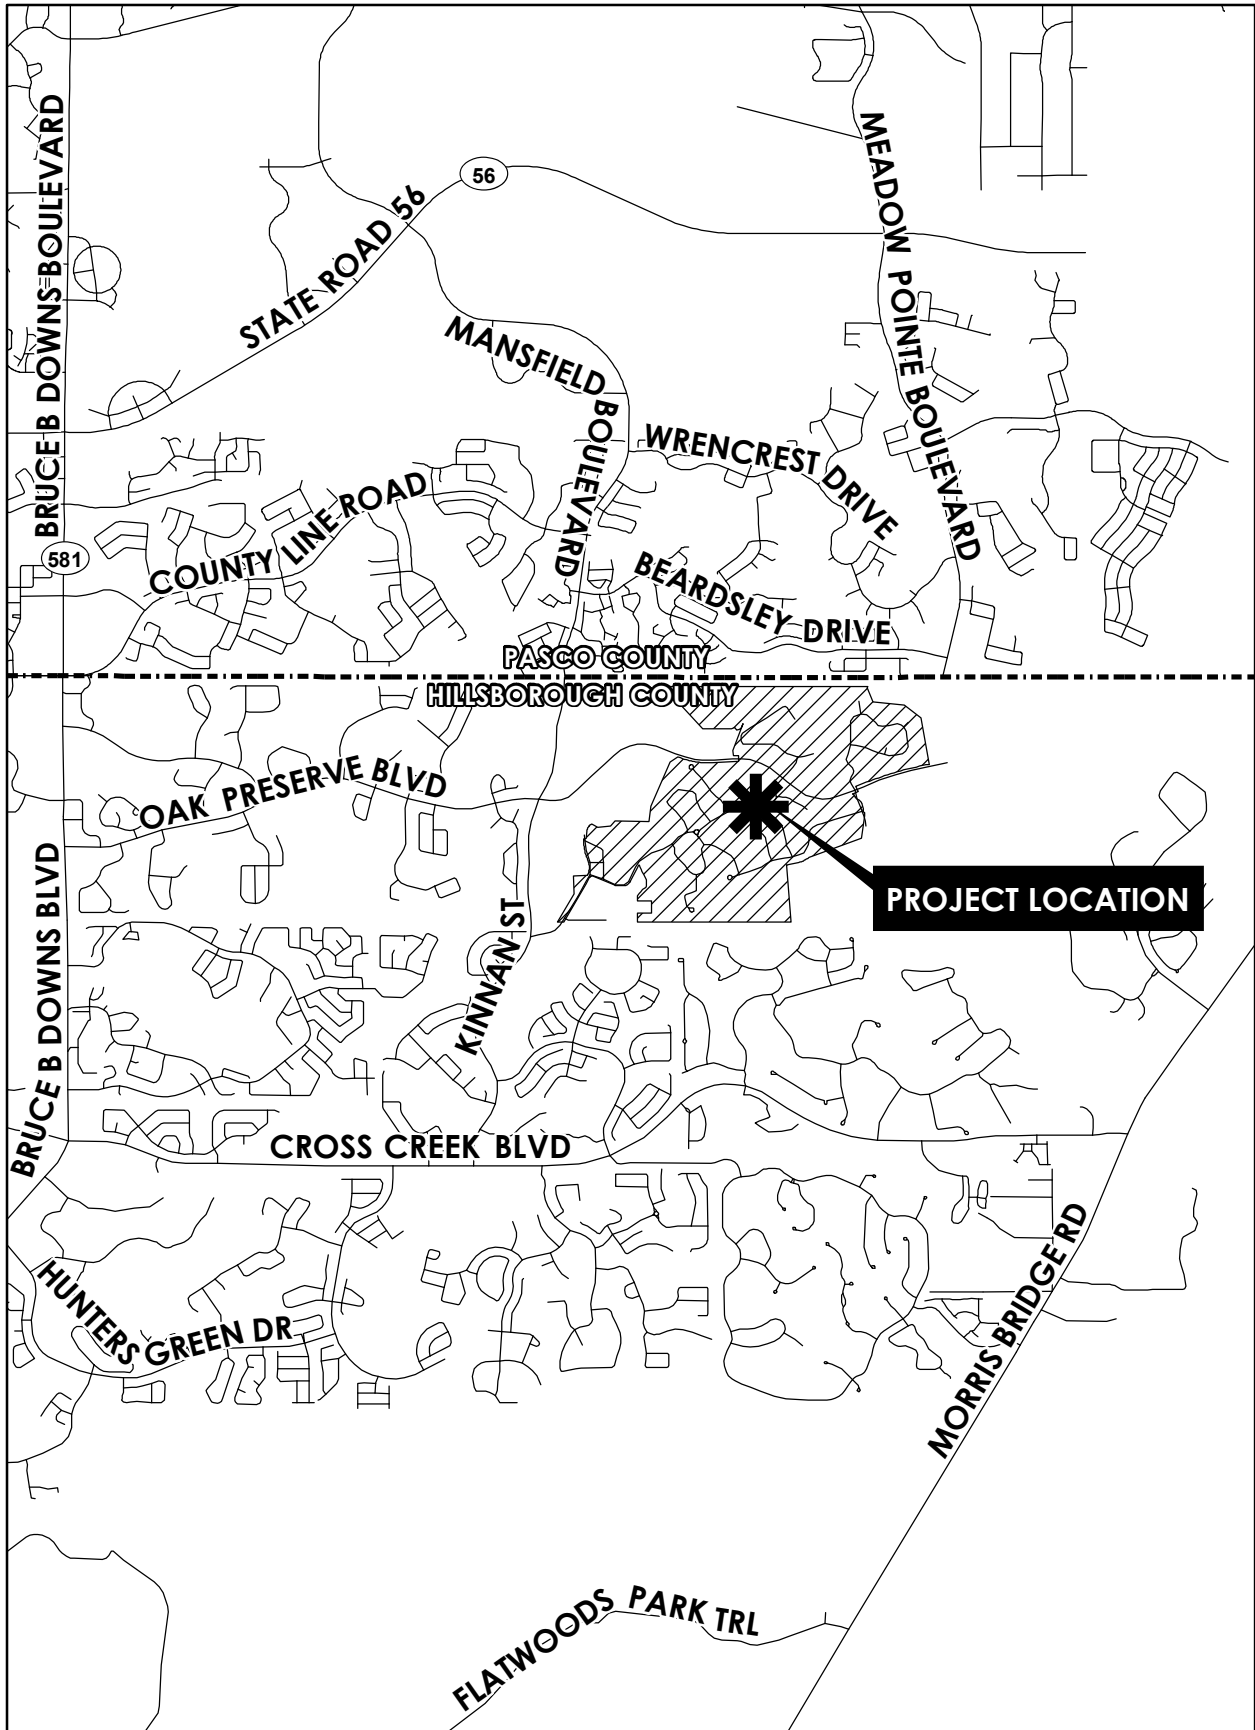 BRUCE B DOWNS BOULEVARD
STATE ROAD 56
56
MEADOW POINTE BOULEVARD
MANSFIELD BOULEVARD
WRENCREST DRIVE
COUNTY LINE ROAD
581
BEARDSLEY DRIVE
PASCO COUNTY
HILLSBOROUGH COUNTY
OAK PRESERVE BLVD
PROJECT LOCATION
BRUCE B DOWNS BLVD
KINNAN ST
CROSS CREEK BLVD
HUNTERS GREEN DR
MORRIS BRIDGE RD
FLATWOODS PARK TRL